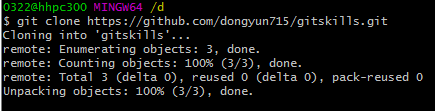 0322@hhpc300 MINGW64 /d
$ git clone https://github.com/dongyun715/gitskills.git
Cloning into 'gitskills'...
remote: Enumerating objects: 3, done.
remote: Counting objects: 100% (3/3), done.
remote: Total 3 (delta 0), reused 0 (delta 0), pack-reused 0
Unpacking objects: 100% (3/3), done.